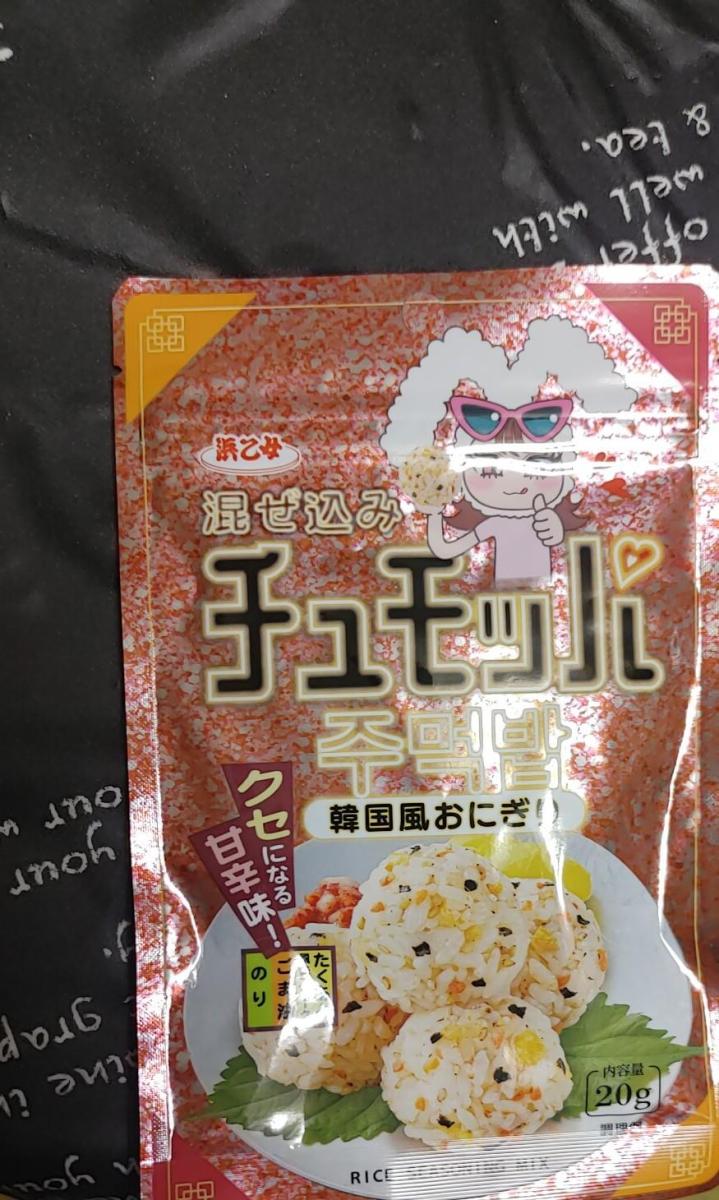 & tea.
well with
offer
浜乙女
混ぜ込み
チュモッパ
주먹밥
韓国風おにぎり
クセになる
甘辛味!
ごま油
のり
内容量
20g
RICE SEASONING MIX
your